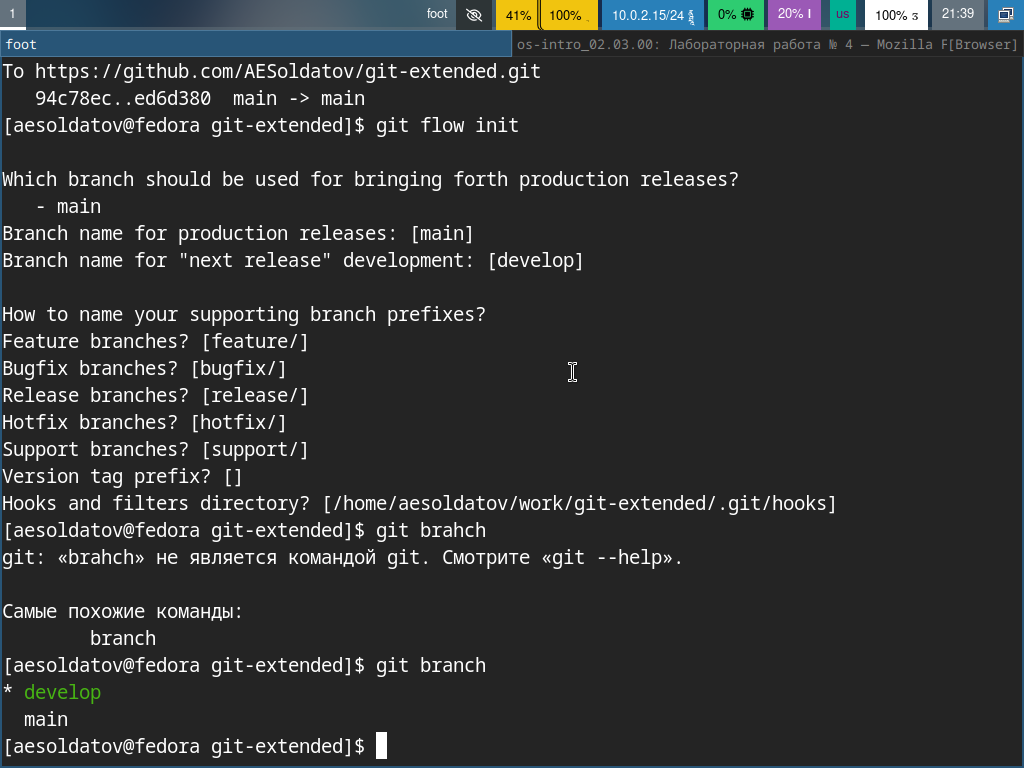 1
foot
41%
100%
10.0.2.15/24
0%
20%
us
100%
21:39
foot
os-intro_02.03.00: Лабораторная работа № 4 — Mozilla F[Browser]
To https://github.com/AESoldatov/git-extended.git
   94c78ec..ed6d380  main -> main
[aesoldatov@fedora git-extended]$ git flow init
Which branch should be used for bringing forth production releases?
   - main
Branch name for production releases: [main]
Branch name for "next release" development: [develop]
How to name your supporting branch prefixes?
Feature branches? [feature/]
Bugfix branches? [bugfix/]
Release branches? [release/]
Hotfix branches? [hotfix/]
Support branches? [support/]
Version tag prefix? []
Hooks and filters directory? [/home/aesoldatov/work/git-extended/.git/hooks]
[aesoldatov@fedora git-extended]$ git brahch
git: «brahch» не является командой git. Смотрите «git --help».
Самые похожие команды:
        branch
[aesoldatov@fedora git-extended]$ git branch
* develop
  main
[aesoldatov@fedora git-extended]$